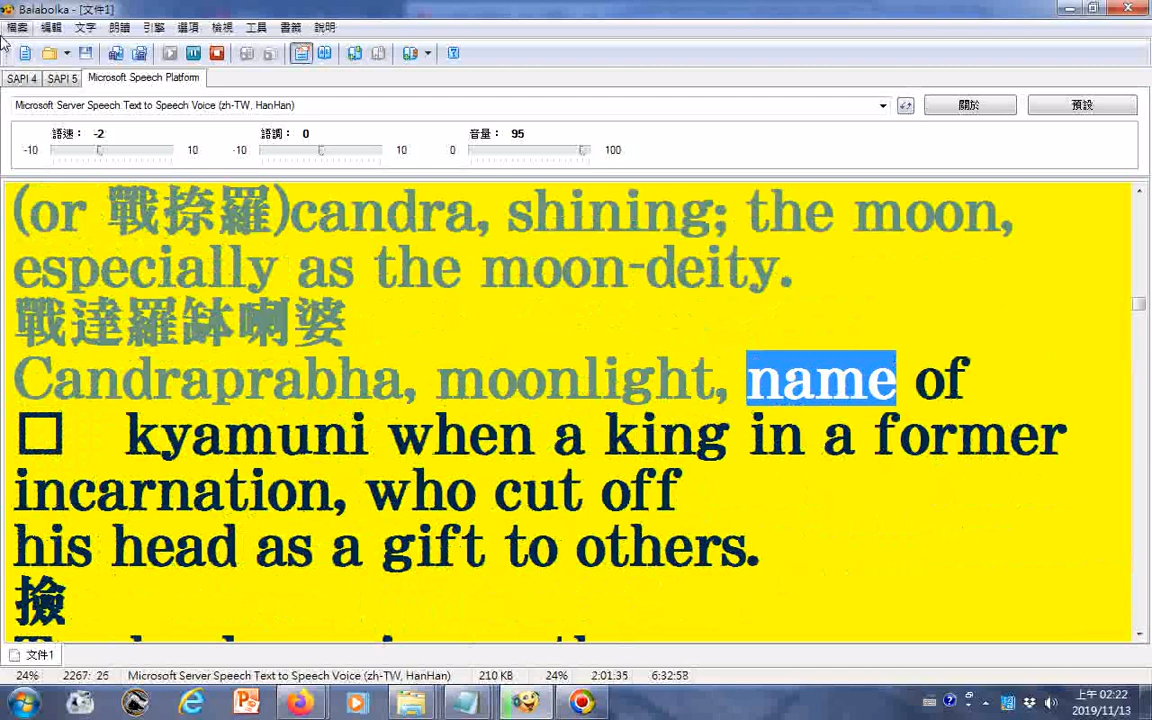 Balabolka - [文件1]
檔案 編輯 文字 朗讀 引擎 選項 檢視 工具 書籤 說明
SAPI 4 SAPI 5 Microsoft Speech Platform
Microsoft Server Speech Text to Speech Voice (zh-TW, HanHan) 關於 預設
語速： -2 語調： 0 音量： 95
-10 10 -10 10 0 100
(or 戰捺羅)candra, shining; the moon,
especially as the moon-deity.
戰達羅缽喇婆
Candraprabha, moonlight, name of
□ kyamuni when a king in a former
incarnation, who cut off
his head as a gift to others.
撿
文件1
24% 2267: 26 Microsoft Server Speech Text to Speech Voice (zh-TW, HanHan) 210 KB 24% 2:01:35 6:32:58
上午 02:22
2019/11/13